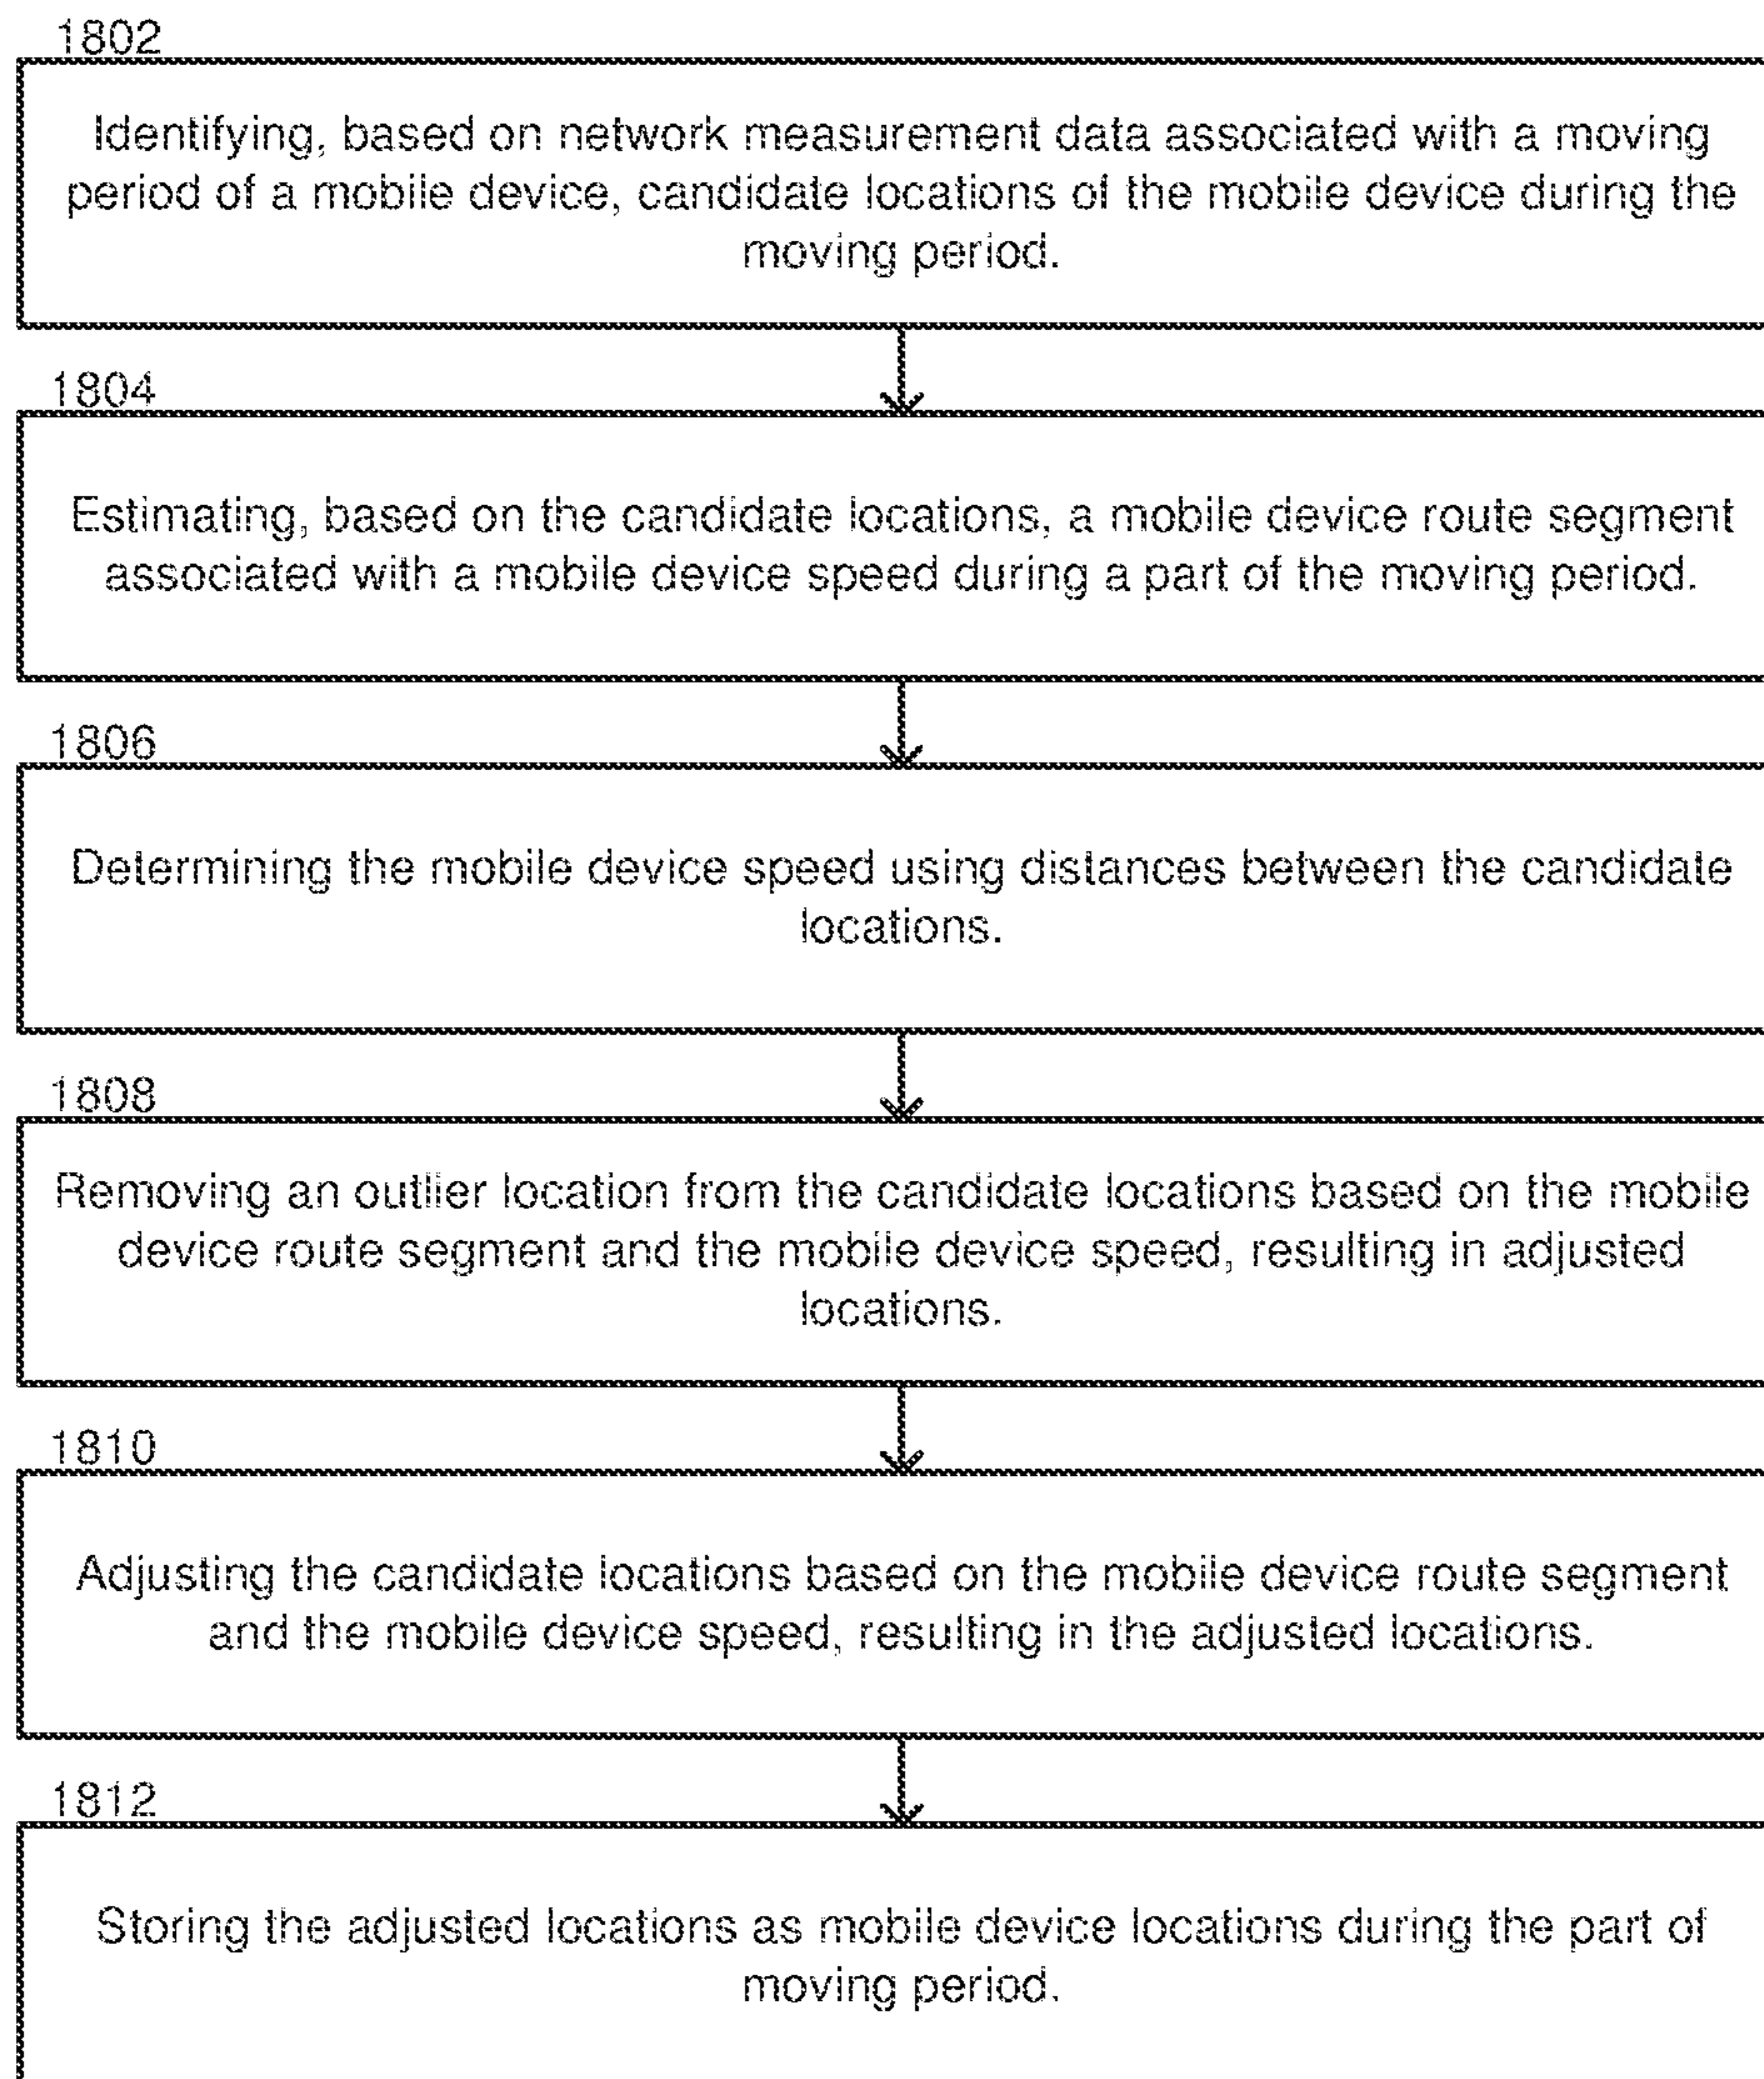 1802
Identifying, based on network measurement data associated with a moving
period of a mobile device, candidate locations of the mobile device during the
moving period.
1804
Estimating, based on the candidate locations, a mobile device route segment
associated with a mobile device speed during a part of the moving period.
1806
Determining the mobile device speed using distances between the candidate
locations.
1808
Removing an outlier location from the candidate locations based on the mobile
device route segment and the mobile device speed, resulting in adjusted
locations.
1810
Adjusting the candidate locations based on the mobile device route segment
and the mobile device speed, resulting in the adjusted locations.
1812
Storing the adjusted locations as mobile device locations during the part of
moving period.